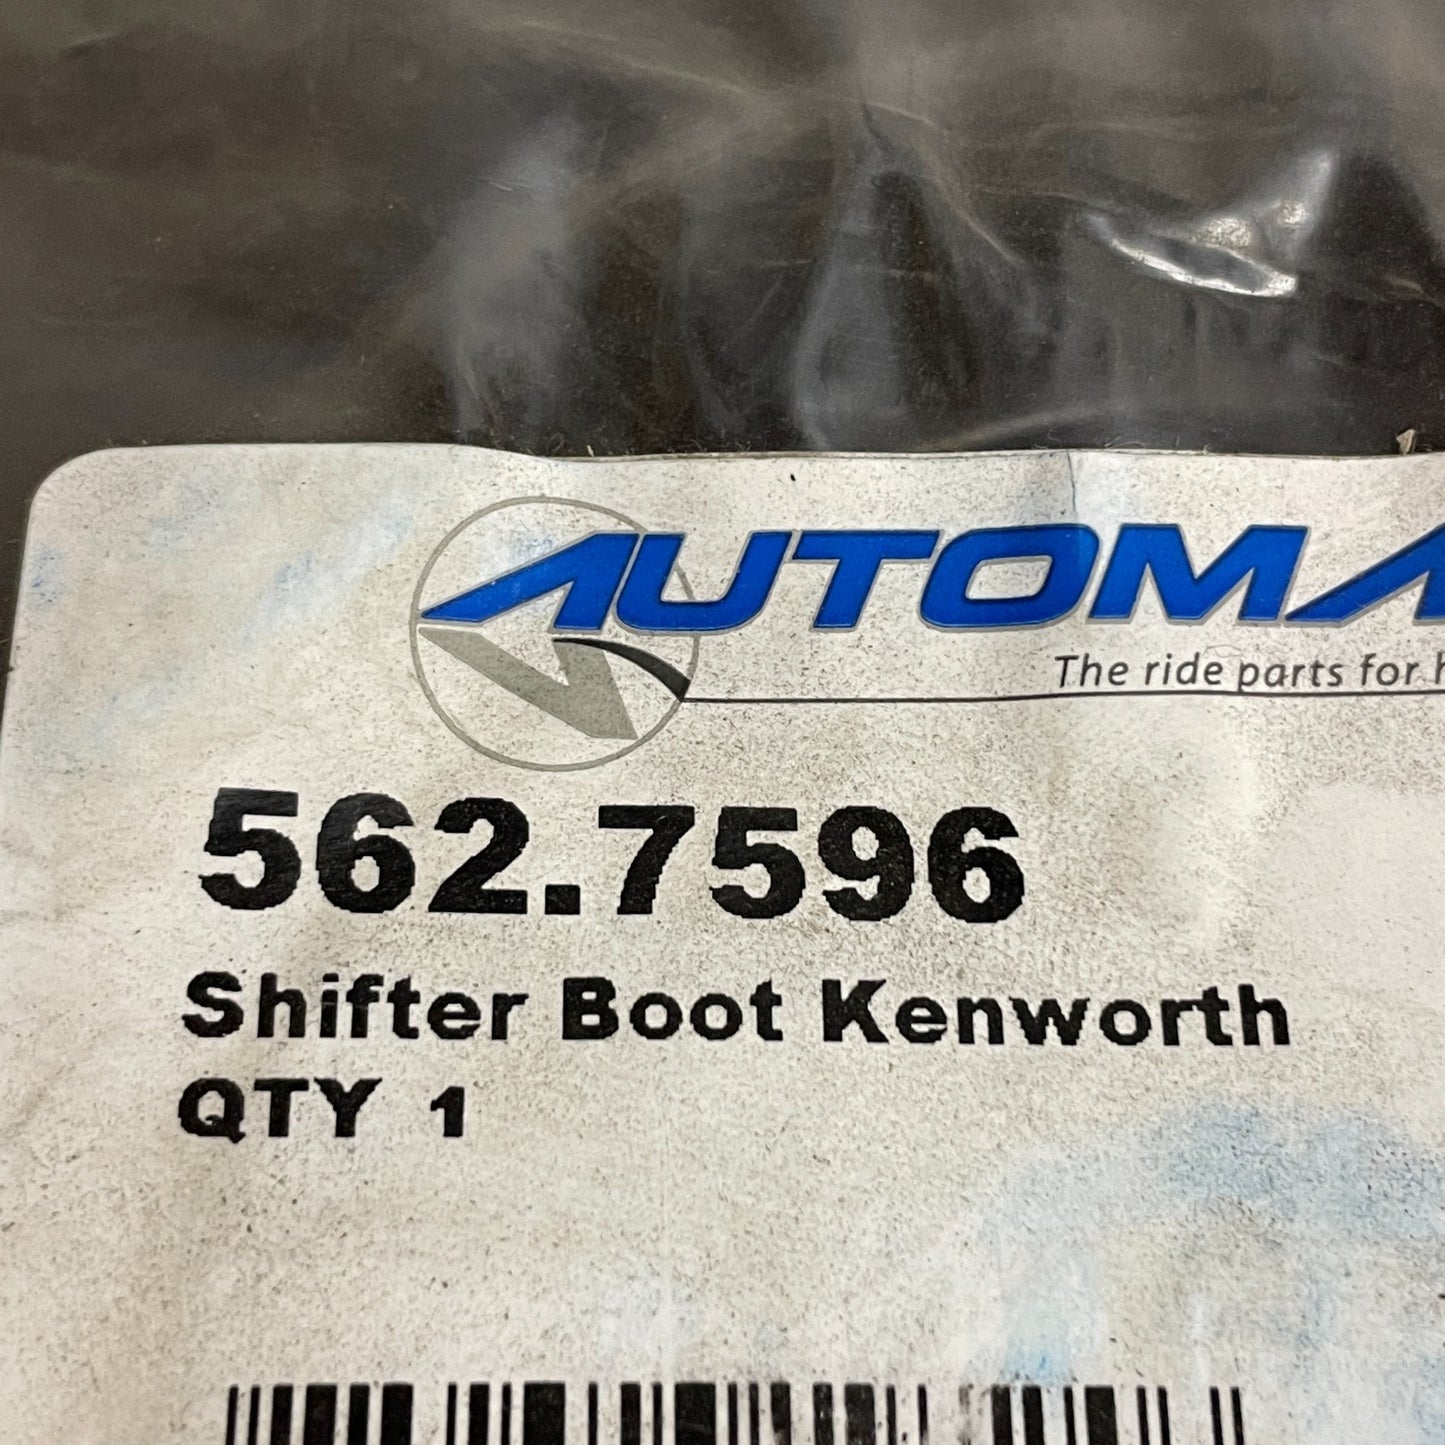 AUTOMA
The ride parts for h
562.7596
Shifter Boot Kenworth
QTY 1